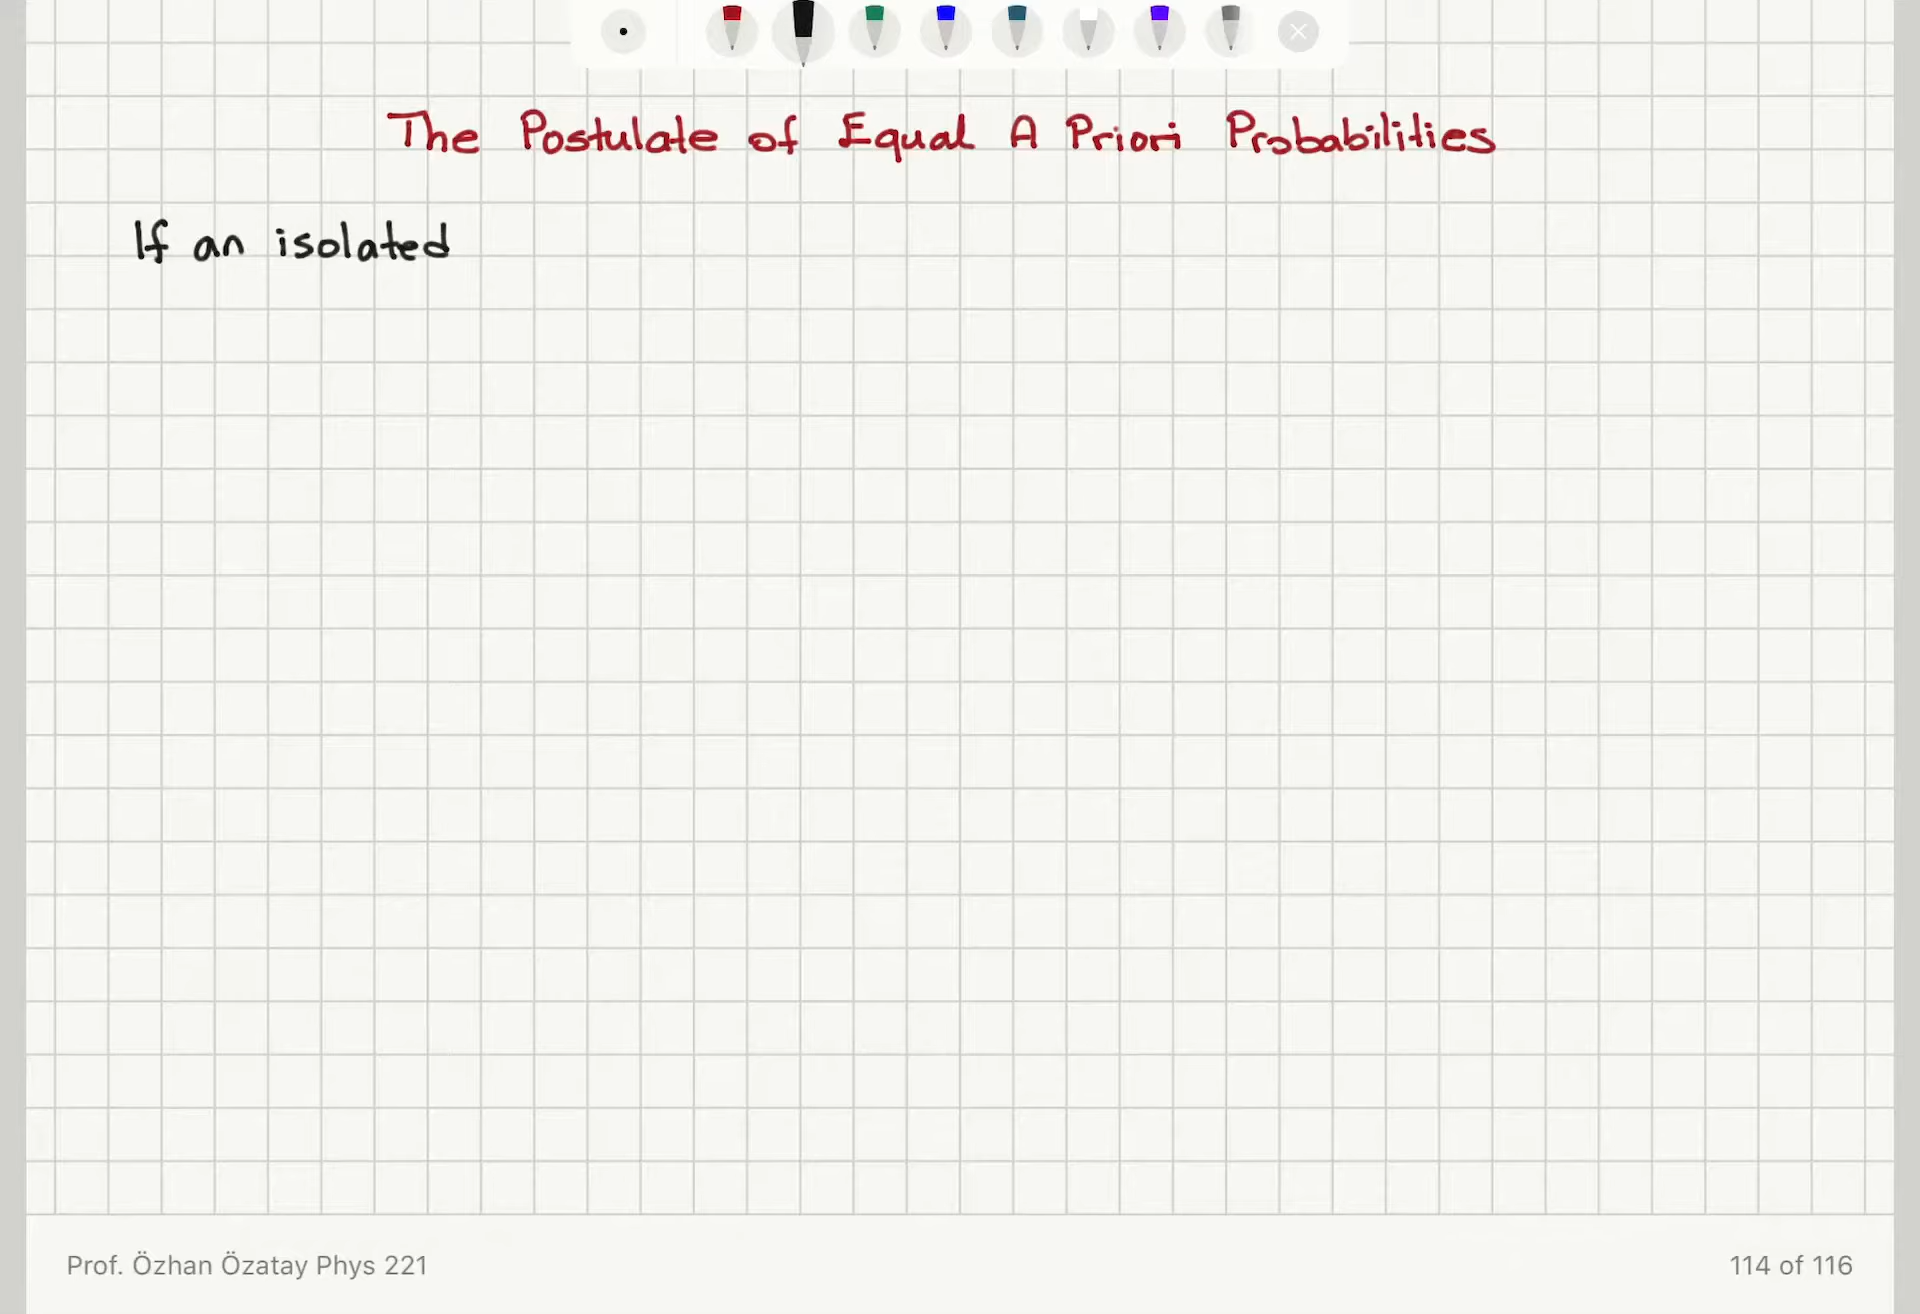 The Postulate of Equal A Priori Probabilities
If an isolated
Prof. Özhan Özatay Phys 221
114 of 116